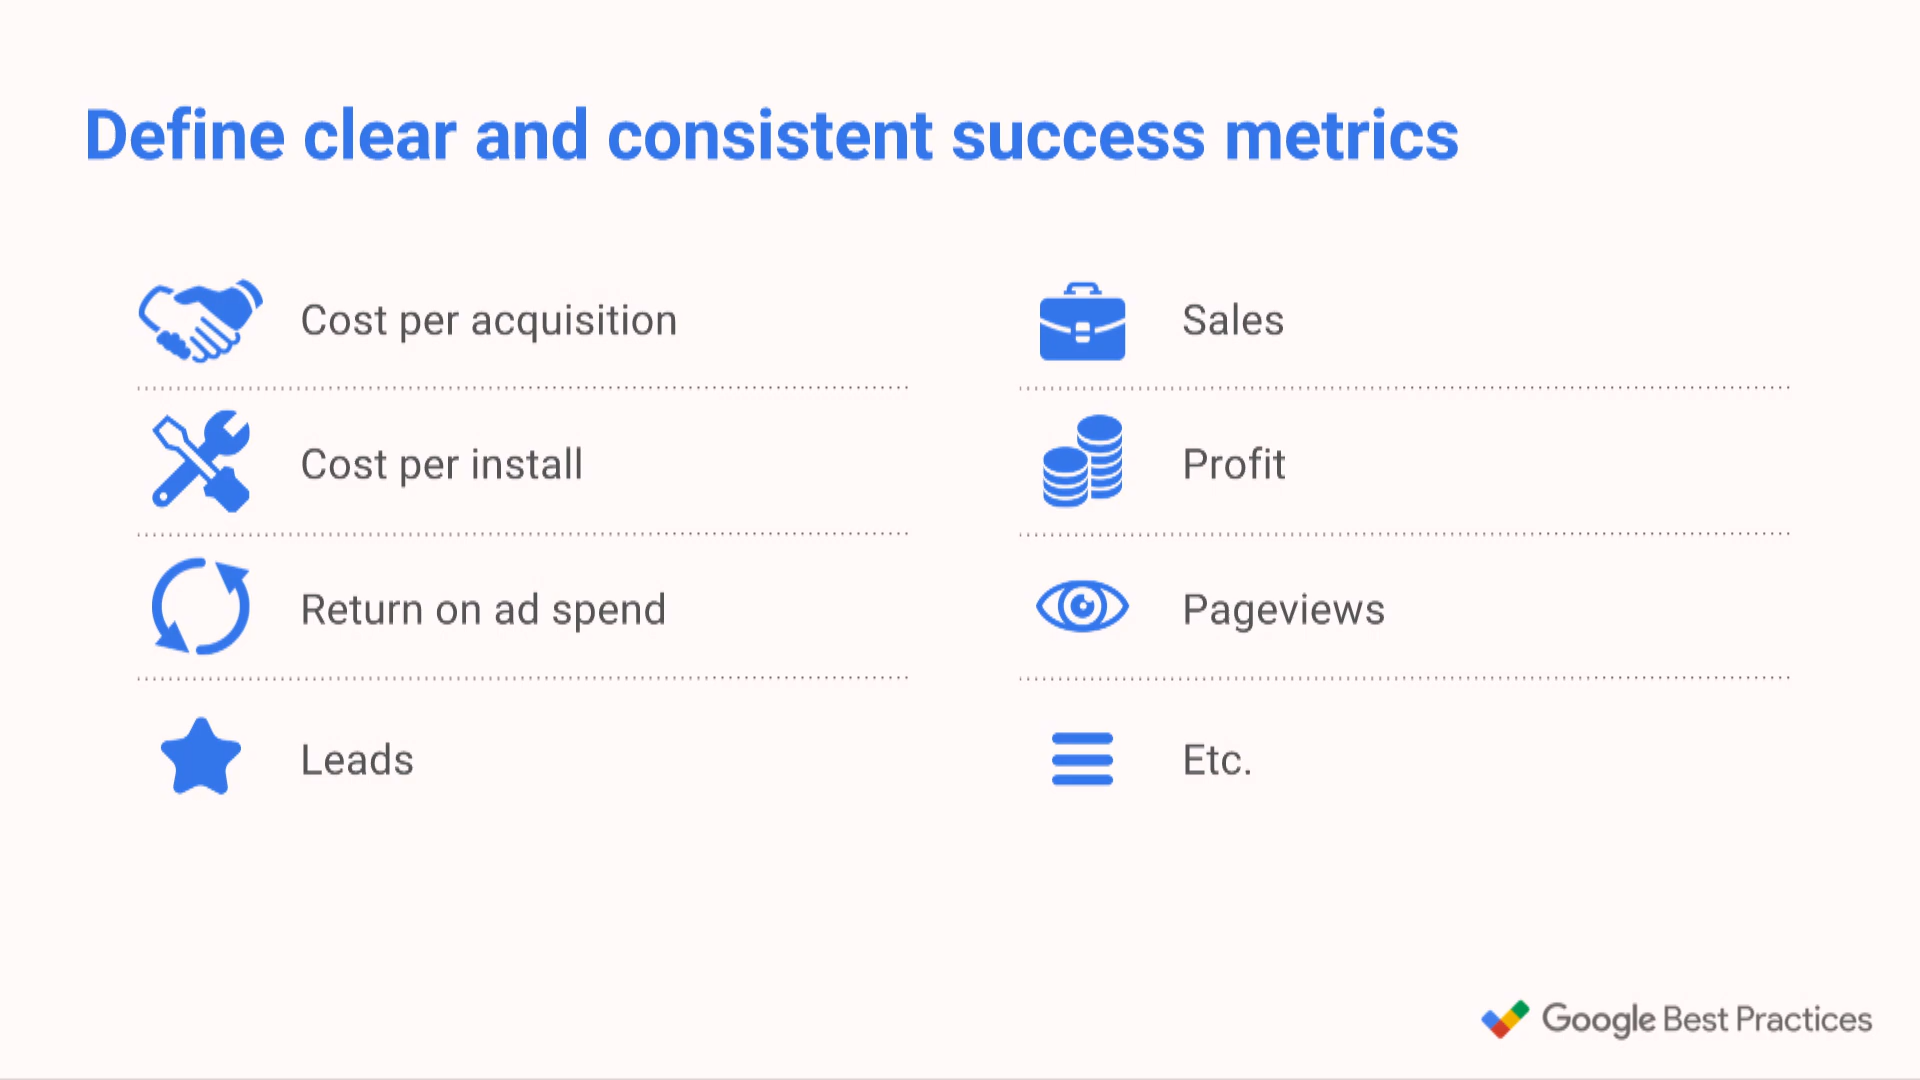 Define clear and consistent success metrics
Cost per acquisition
Cost per install
Return on ad spend
Leads
Sales
Profit
Pageviews
Etc.
Google Best Practices